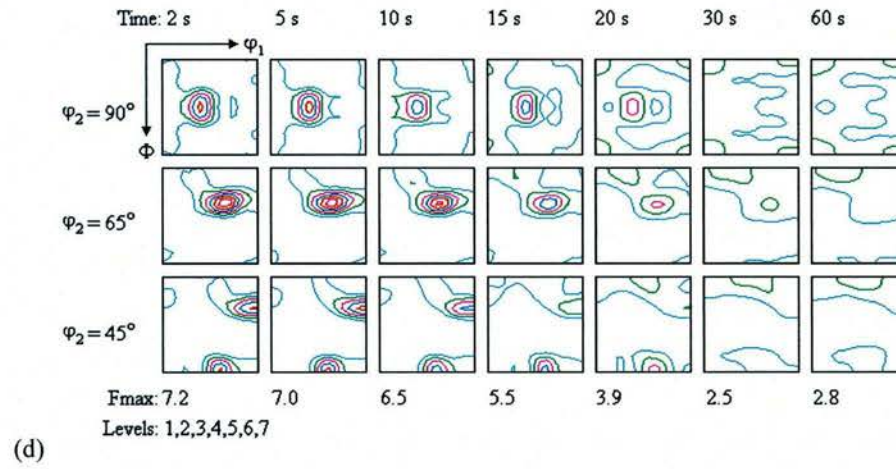 Time: 2 s 5 s 10 s 15 s 20 s 30 s 60 s
φ1
φ2 = 90°
Φ
φ2 = 65°
φ2 = 45°
Fmax: 7.2 7.0 6.5 5.5 3.9 2.5 2.8
Levels: 1,2,3,4,5,6,7
(d)